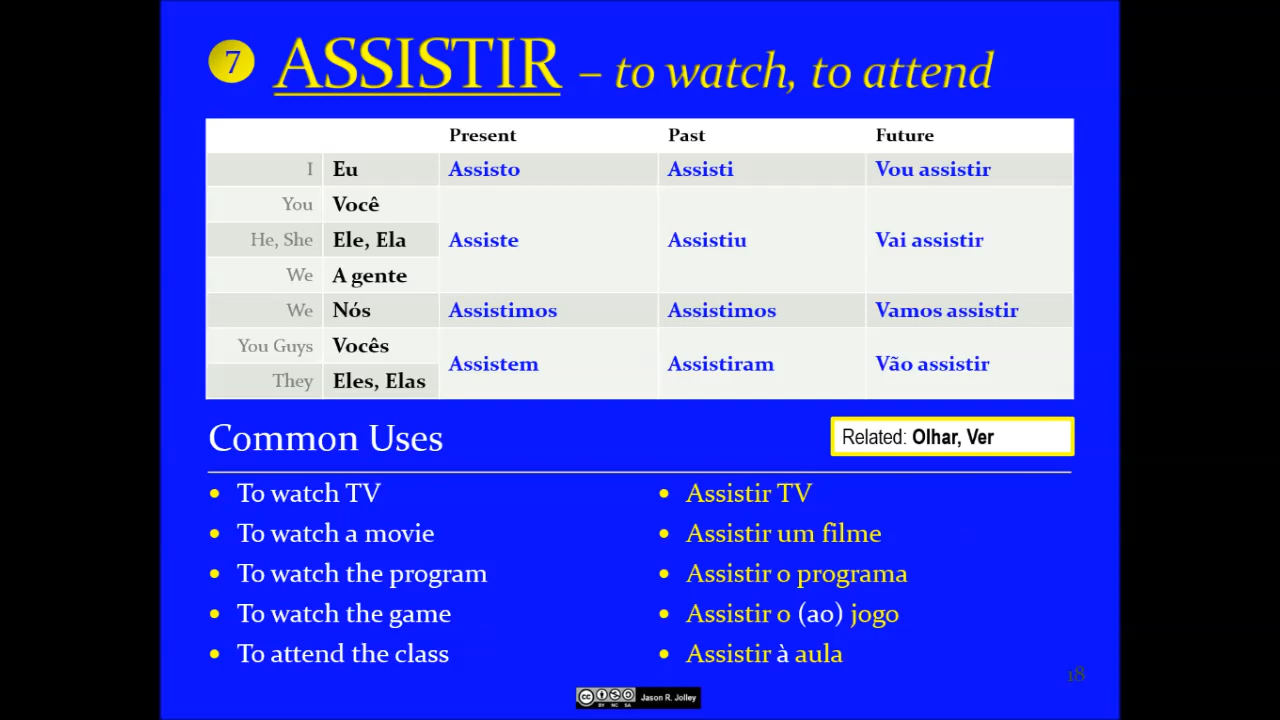 7 ASSISTIR – to watch, to attend
Present Past Future
I Eu Assisto Assisti Vou assistir
You Você
He, She Ele, Ela Assiste Assistiu Vai assistir
We A gente
We Nós Assistimos Assistimos Vamos assistir
You Guys Vocês
Assistem Assistiram Vão assistir
They Eles, Elas
Common Uses
Related: Olhar, Ver
• To watch TV
• To watch a movie
• To watch the program
• To watch the game
• To attend the class
• Assistir TV
• Assistir um filme
• Assistir o programa
• Assistir o (ao) jogo
• Assistir à aula
18
cc BY NC SA Jason R. Jolley